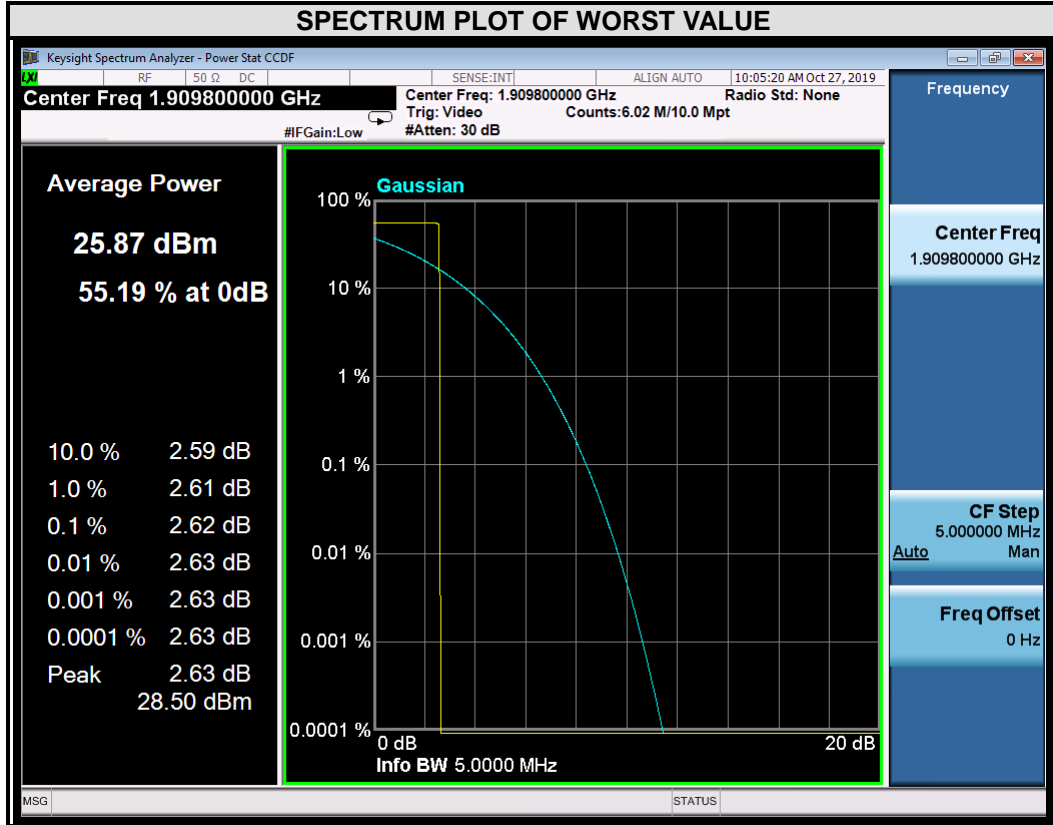 SPECTRUM PLOT OF WORST VALUE
Keysight Spectrum Analyzer - Power Stat CCDF
LXI RF 50 Ω DC SENSE:INT ALIGN AUTO 10:05:20 AM Oct 27, 2019
Center Freq 1.909800000 GHz
Center Freq: 1.909800000 GHz Radio Std: None
Trig: Video Counts:6.02 M/10.0 Mpt
#IFGain:Low #Atten: 30 dB
Average Power
25.87 dBm
55.19 % at 0dB
10.0 % 2.59 dB
1.0 % 2.61 dB
0.1 % 2.62 dB
0.01 % 2.63 dB
0.001 % 2.63 dB
0.0001 % 2.63 dB
Peak 2.63 dB
28.50 dBm
Gaussian
100 %
10 %
1 %
0.1 %
0.01 %
0.001 %
0.0001 %
0 dB 20 dB
Info BW 5.0000 MHz
Frequency
Center Freq
1.909800000 GHz
CF Step
5.000000 MHz
Auto Man
Freq Offset
0 Hz
MSG STATUS